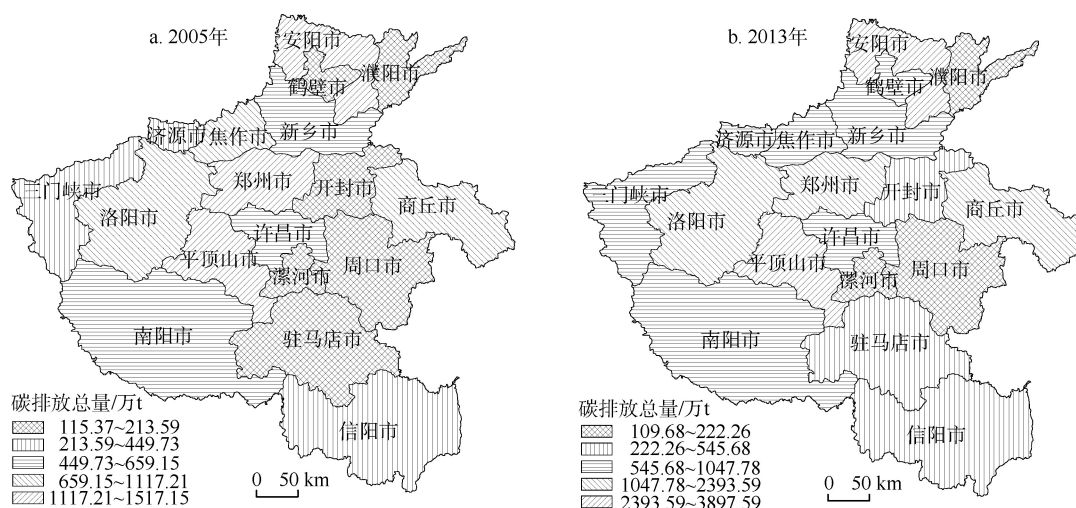 a. 2005年
安阳市
濮阳市
鹤壁市
新乡市
济源市
焦作市
三门峡市
洛阳市
郑州市
开封市
商丘市
许昌市
平顶山市
漯河市
周口市
南阳市
驻马店市
信阳市
碳排放总量/万t
115.37~213.59
213.59~449.73
449.73~659.15
659.15~1117.21
1117.21~1517.15
0 50 km
b. 2013年
安阳市
濮阳市
鹤壁市
新乡市
济源市
焦作市
三门峡市
洛阳市
郑州市
开封市
商丘市
许昌市
平顶山市
漯河市
周口市
南阳市
驻马店市
信阳市
碳排放总量/万t
109.68~222.26
222.26~545.68
545.68~1047.78
1047.78~2393.59
2393.59~3897.59
0 50 km